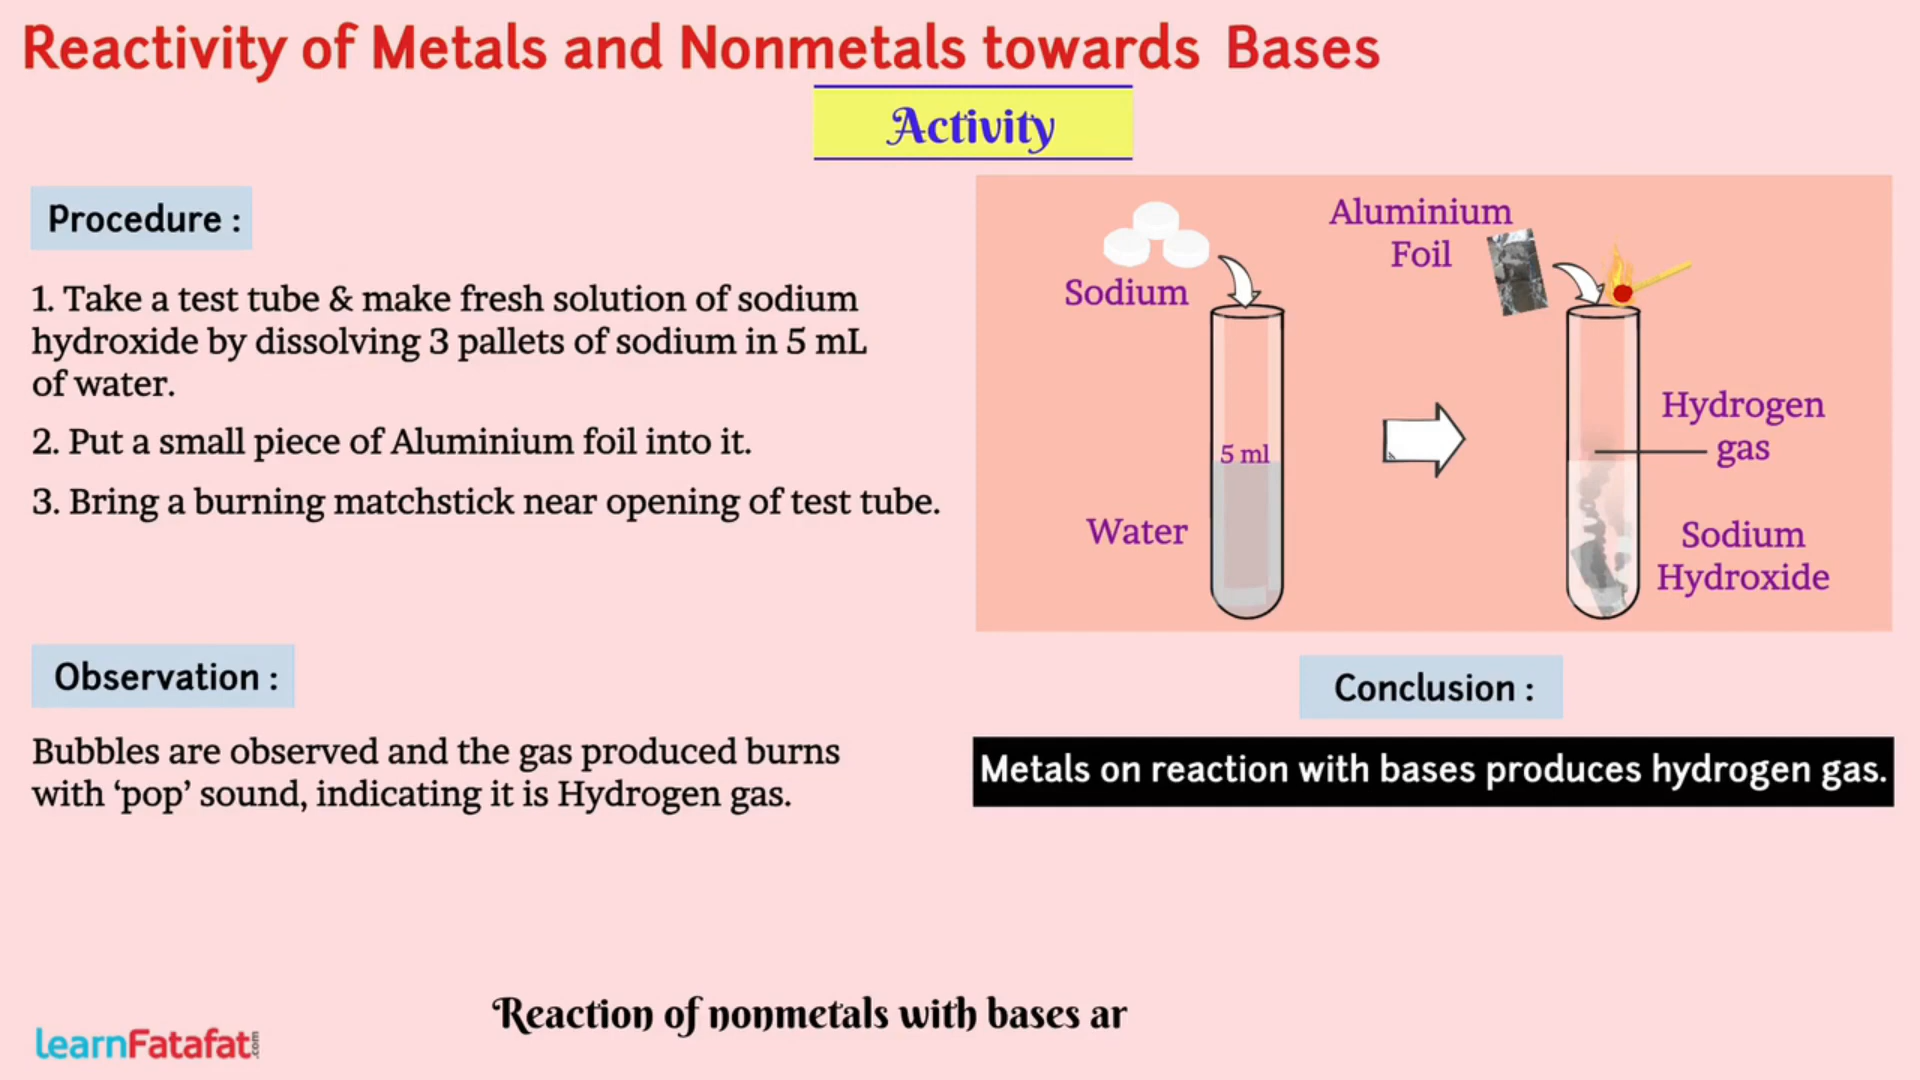 Reactivity of Metals and Nonmetals towards Bases
Activity
Procedure :
1. Take a test tube & make fresh solution of sodium
hydroxide by dissolving 3 pallets of sodium in 5 mL
of water.
2. Put a small piece of Aluminium foil into it.
3. Bring a burning matchstick near opening of test tube.
Sodium
5 ml
Water
Aluminium
Foil
Hydrogen
gas
Sodium
Hydroxide
Observation :
Bubbles are observed and the gas produced burns
with ‘pop’ sound, indicating it is Hydrogen gas.
Conclusion :
Metals on reaction with bases produces hydrogen gas.
Reaction of nonmetals with bases ar
learnFatafat.com